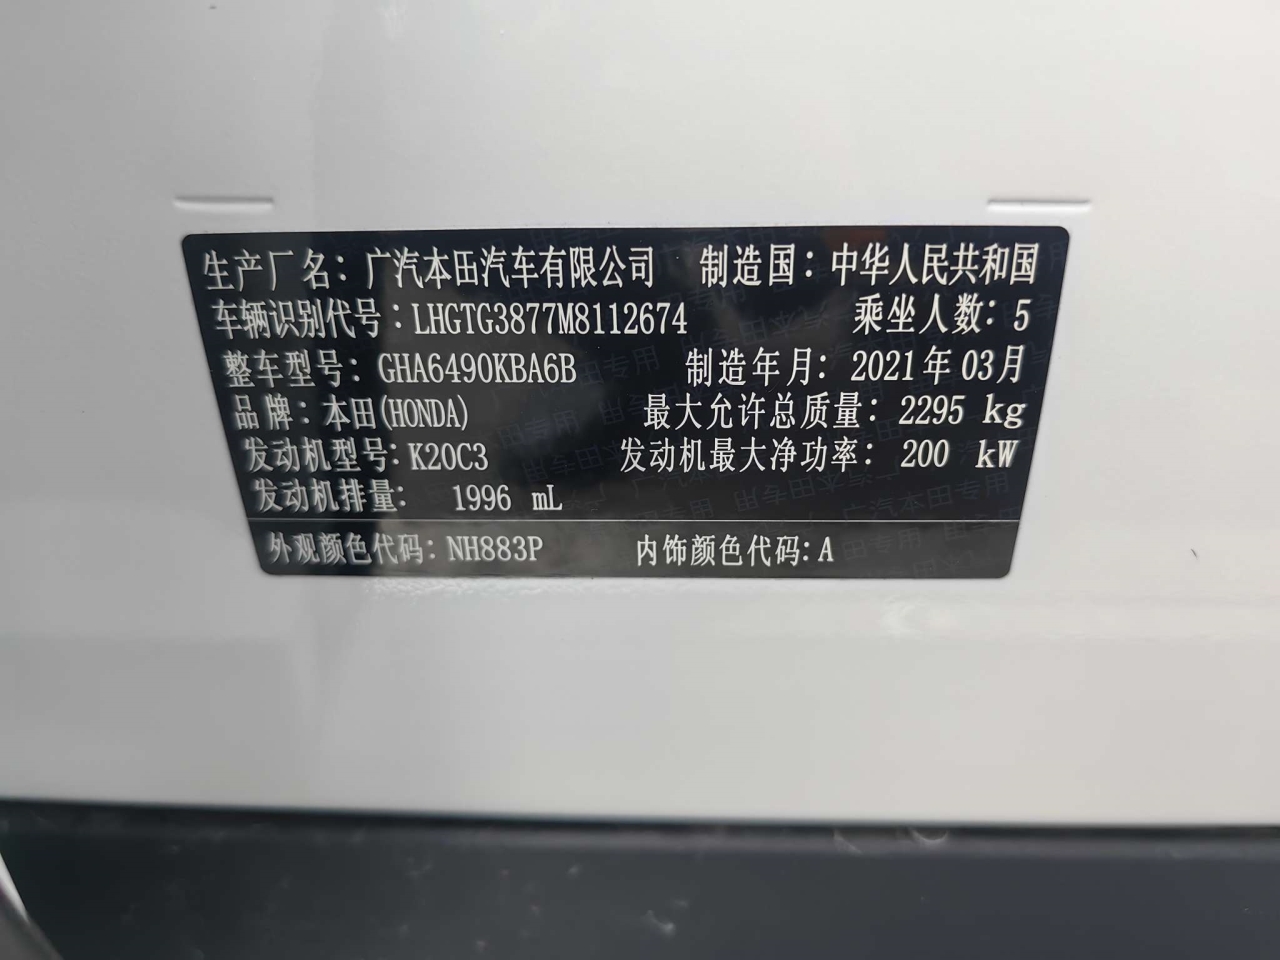 生产厂名：广汽本田汽车有限公司 制造国：中华人民共和国
车辆识别代号：LHGTG3877M8112674 乘坐人数：5
整车型号：GHA6490KBA6B 制造年月：2021年03月
品牌：本田(HONDA) 最大允许总质量：2295 kg
发动机型号：K20C3 发动机最大净功率：200 kW
发动机排量： 1996 mL
外观颜色代码：NH883P 内饰颜色代码：A